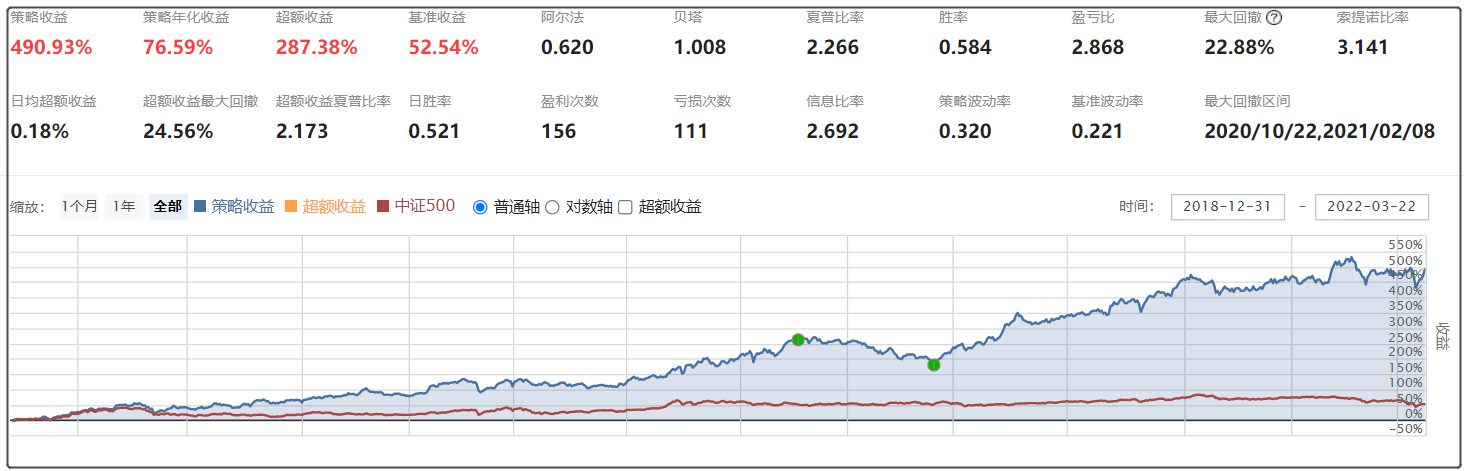 策略收益 策略年化收益 超额收益 基准收益 阿尔法 贝塔 夏普比率 胜率 盈亏比 最大回撤 ? 索提诺比率
490.93% 76.59% 287.38% 52.54% 0.620 1.008 2.266 0.584 2.868 22.88% 3.141
日均超额收益 超额收益最大回撤 超额收益夏普比率 日胜率 盈利次数 亏损次数 信息比率 策略波动率 基准波动率 最大回撤区间
0.18% 24.56% 2.173 0.521 156 111 2.692 0.320 0.221 2020/10/22,2021/02/08
缩放: 1个月 1年 全部 策略收益 超额收益 中证500 普通轴 对数轴 超额收益 时间: 2018-12-31 - 2022-03-22
550%
500%
450%
400%
350%
300%
250%
200%
150%
100%
50%
0%
-50%
收益